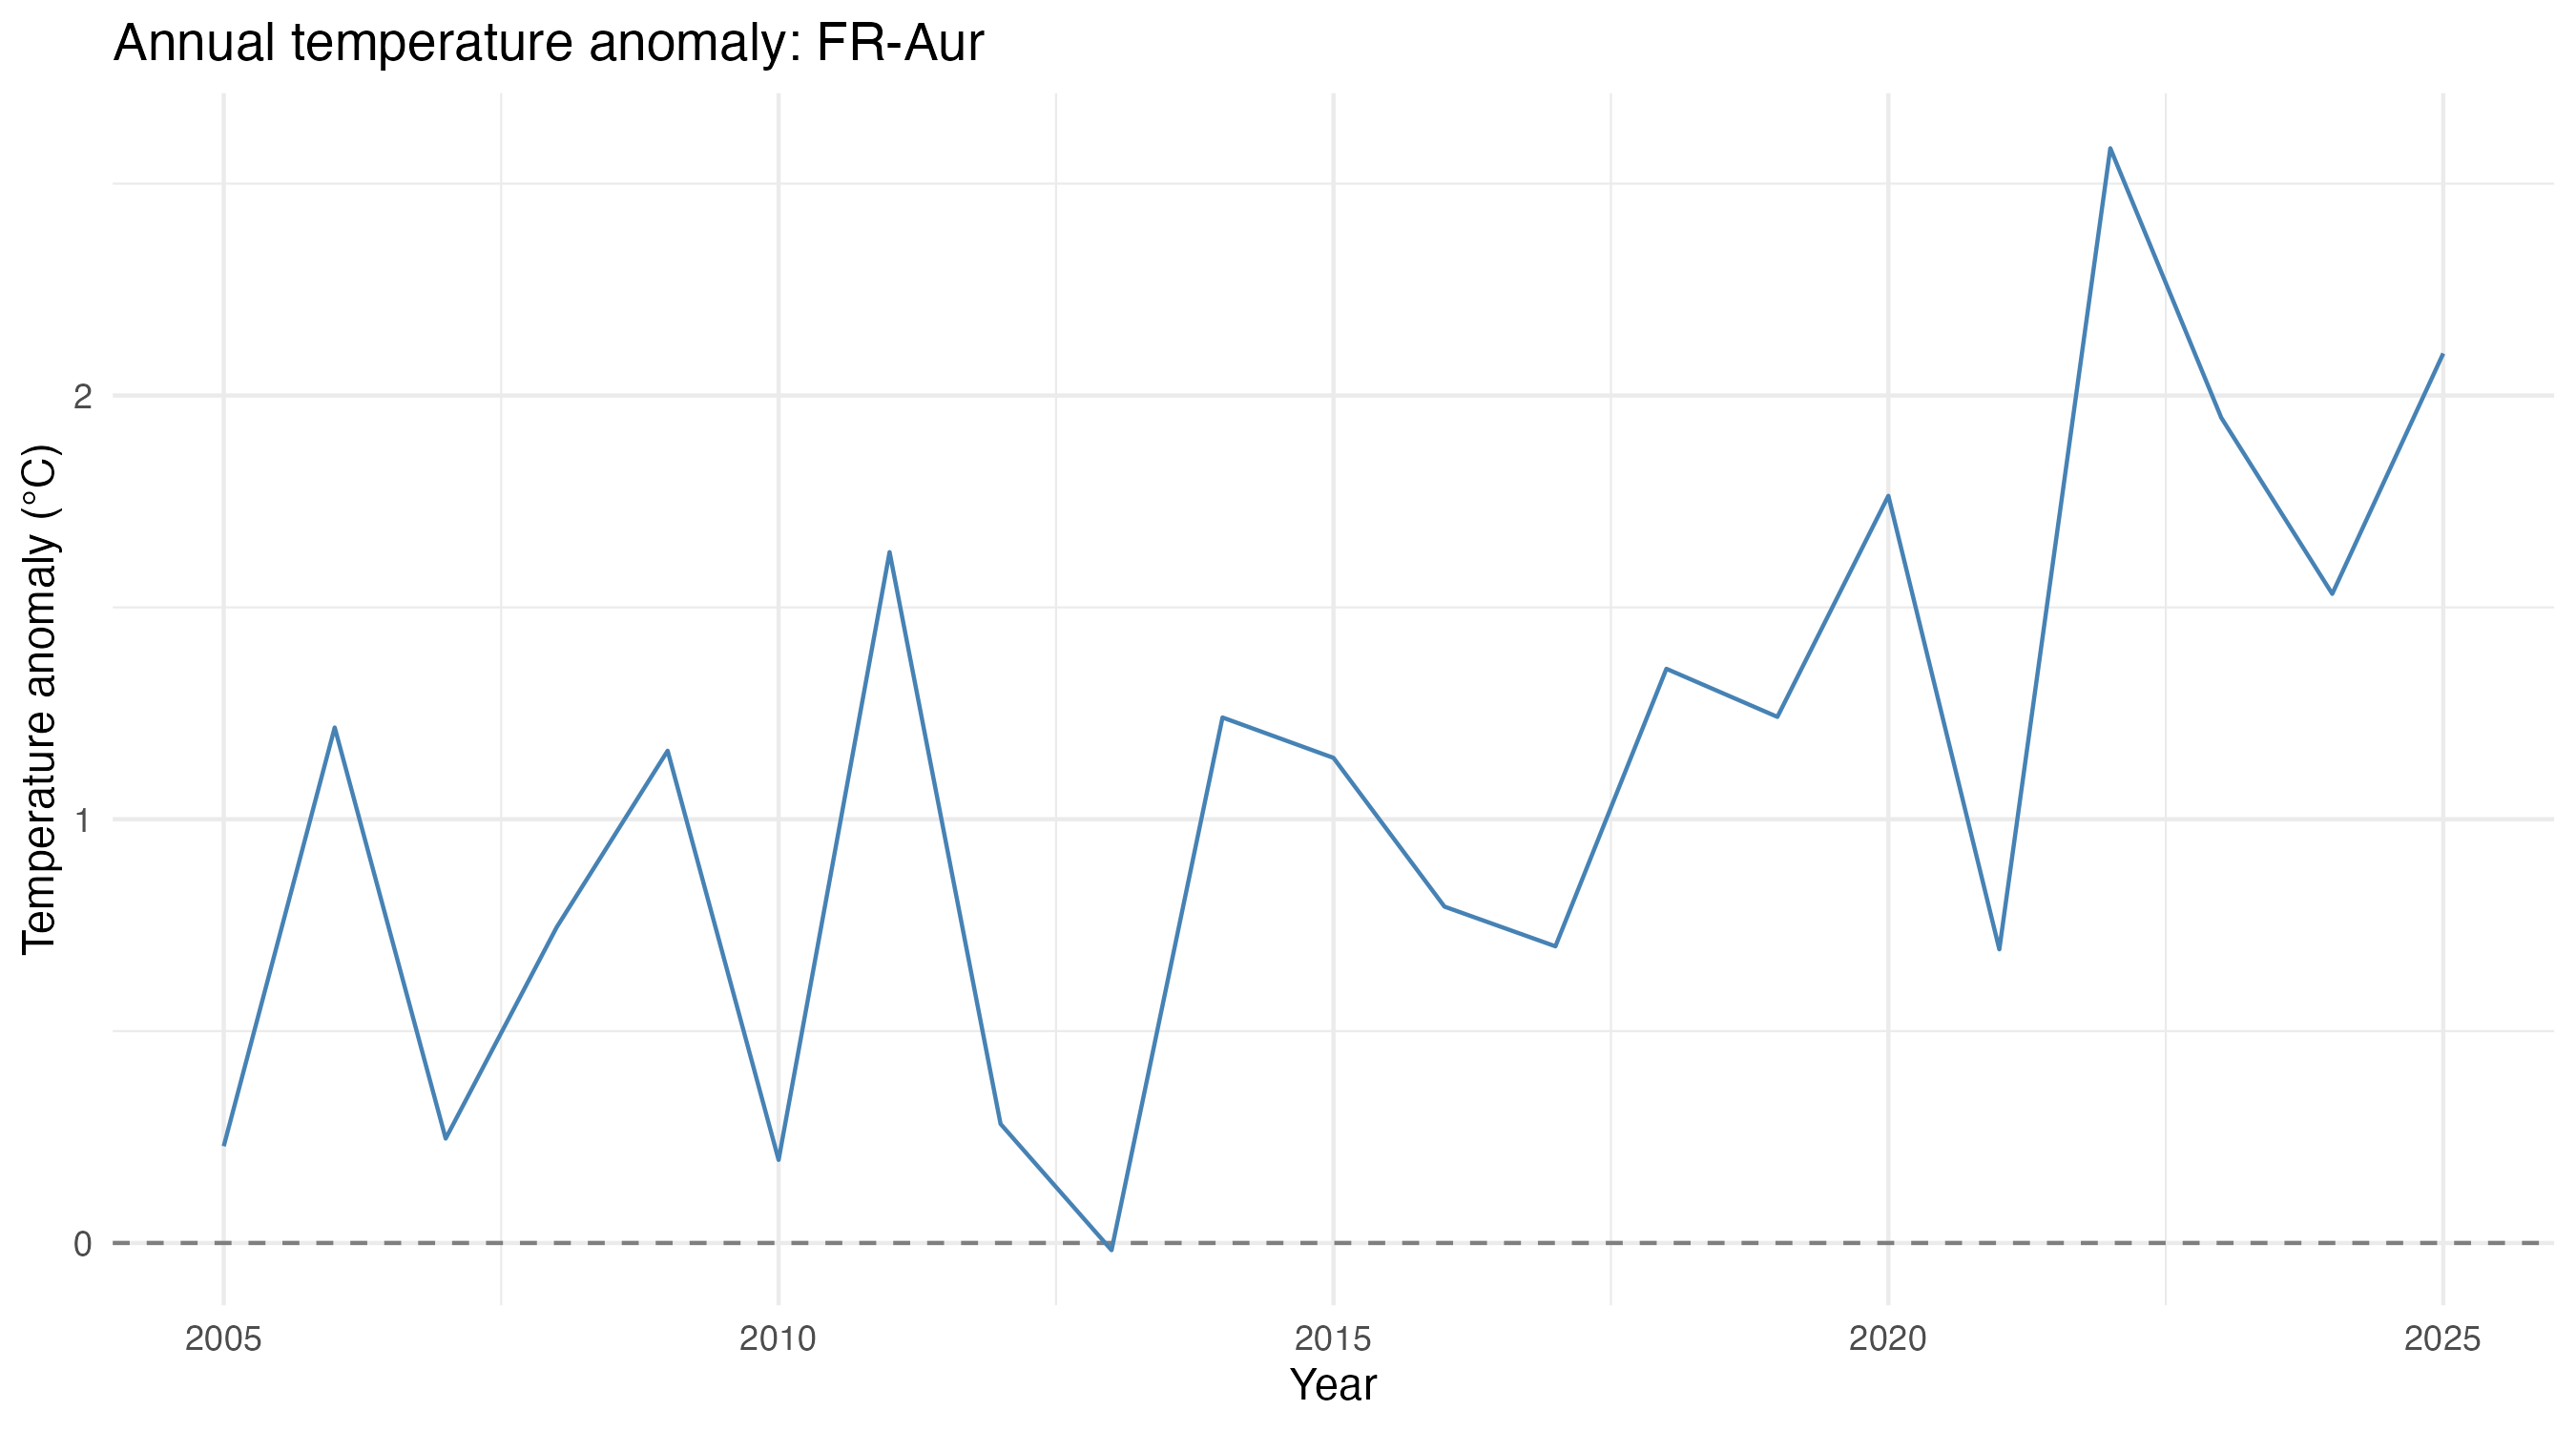 Annual temperature anomaly: FR-Aur
Temperature anomaly (°C)
2
1
0
2005 2010 2015 2020 2025
Year